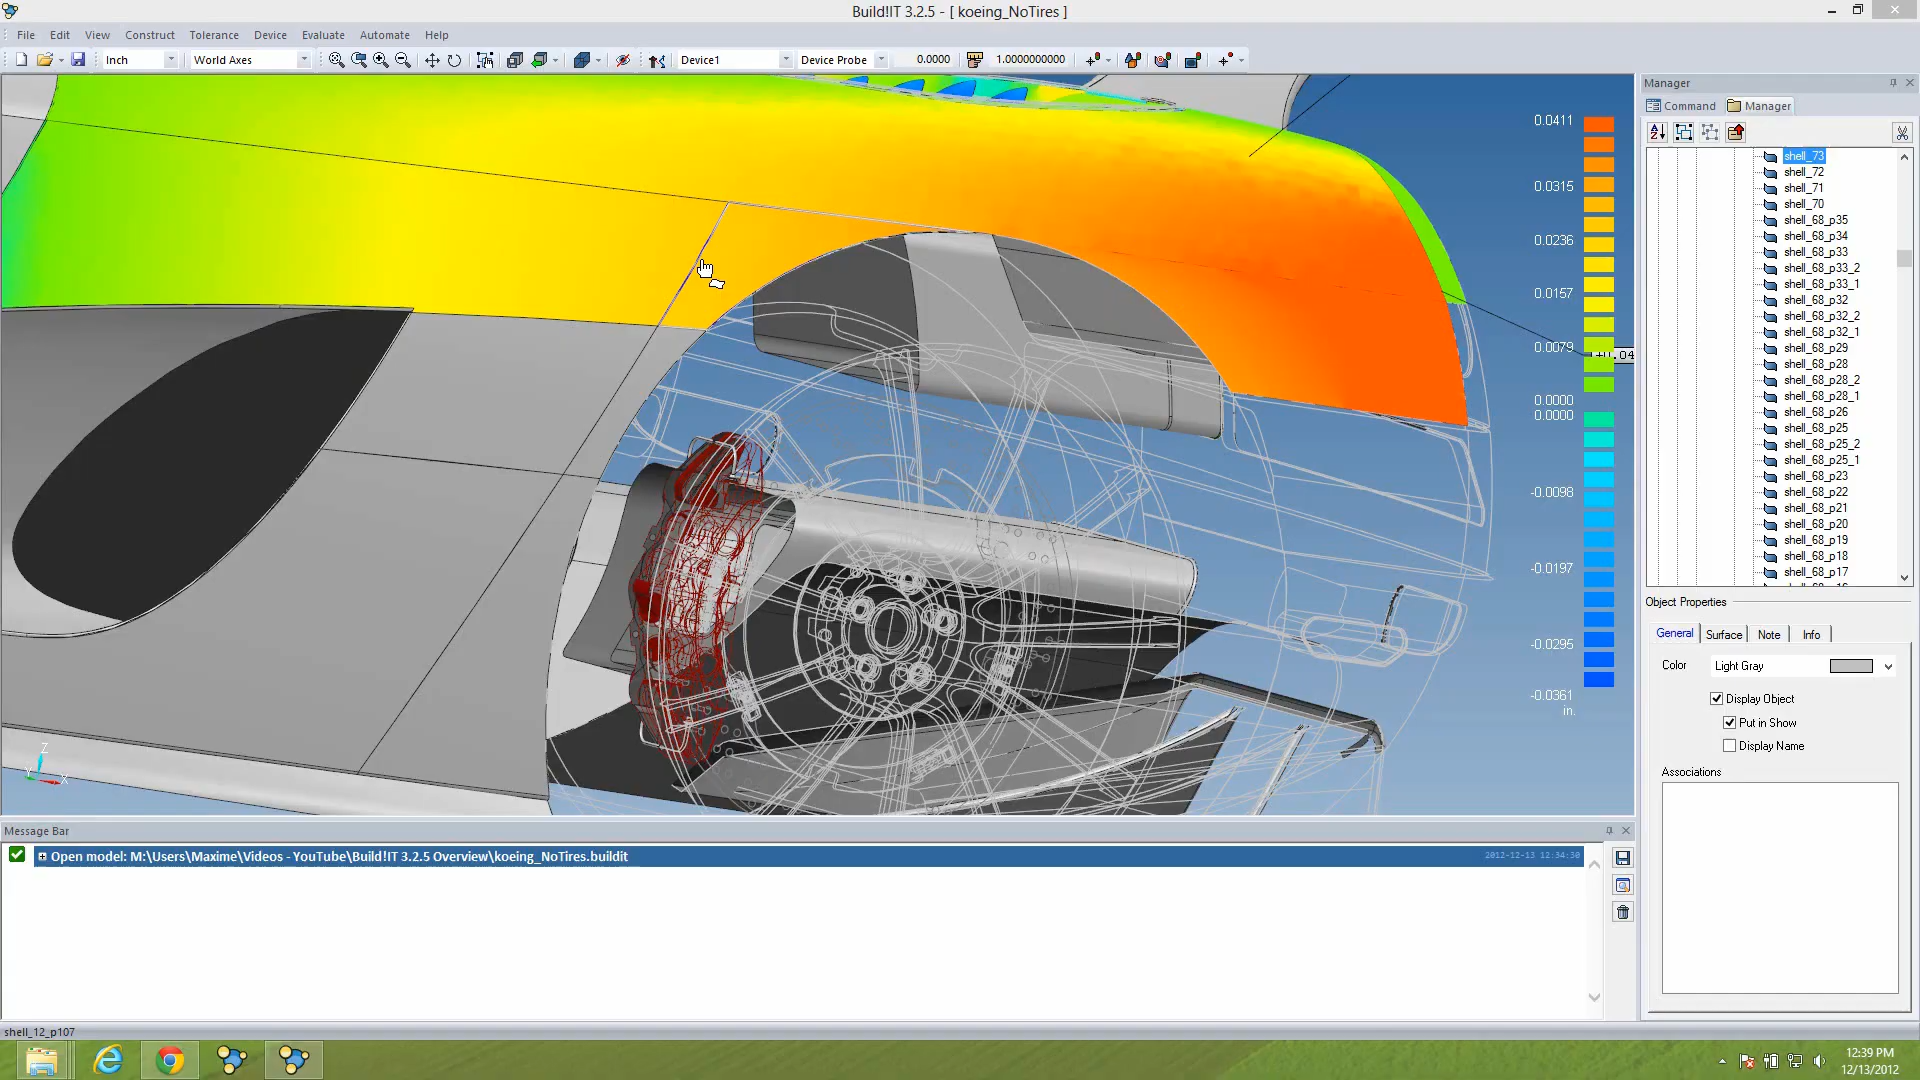 Build!IT 3.2.5 - [ koeing_NoTires ]
File Edit View Construct Tolerance Device Evaluate Automate Help
Inch World Axes Device1 Device Probe 0.0000 1.0000000000
Manager
Command Manager
shell_73
shell_72
shell_71
shell_70
shell_68_p35
shell_68_p34
shell_68_p33
shell_68_p33_2
shell_68_p33_1
shell_68_p32
shell_68_p32_2
shell_68_p32_1
shell_68_p29
shell_68_p28
shell_68_p28_2
shell_68_p28_1
shell_68_p26
shell_68_p25
shell_68_p25_2
shell_68_p25_1
shell_68_p23
shell_68_p22
shell_68_p21
shell_68_p20
shell_68_p19
shell_68_p18
shell_68_p17
0.0411
0.0315
0.0236
0.0157
0.0079
0.0000
0.0000
-0.0098
-0.0197
-0.0295
-0.0361
in.
+0.04
Z
Y
X
Object Properties
General Surface Note Info
Color Light Gray
Display Object
Put in Show
Display Name
Associations
Message Bar
Open model: M:\Users\Maxime\Videos - YouTube\Build!IT 3.2.5 Overview\koeing_NoTires.buildit
2012-12-13 12:34:30
shell_12_p107
12:39 PM
12/13/2012